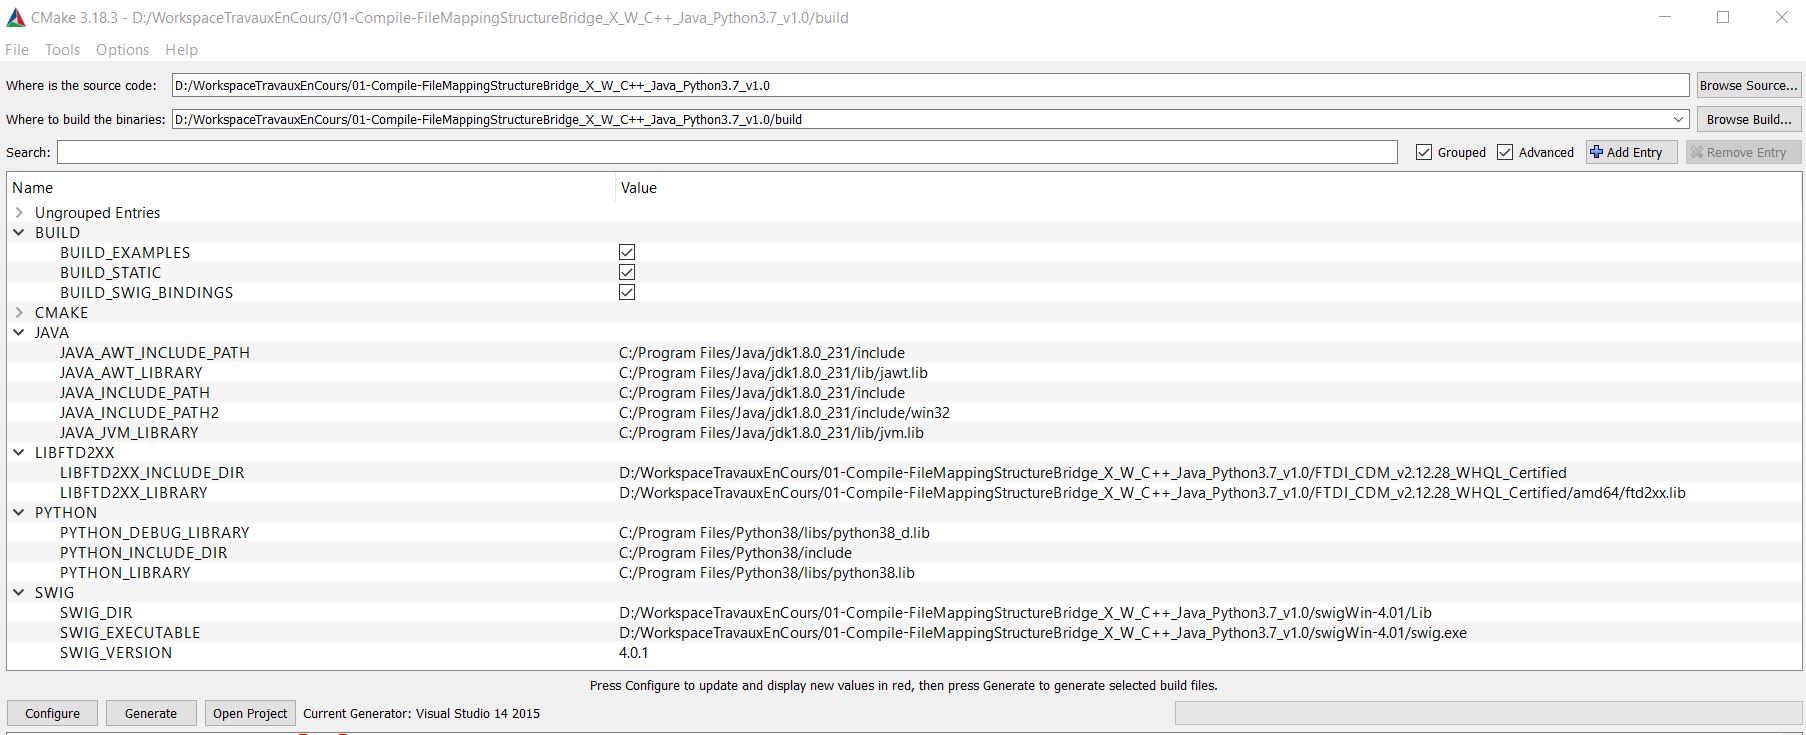 CMake 3.18.3 - D:/WorkspaceTravauxEnCours/01-Compile-FileMappingStructureBridge_X_W_C++_Java_Python3.7_v1.0/build
File Tools Options Help
Where is the source code: D:/WorkspaceTravauxEnCours/01-Compile-FileMappingStructureBridge_X_W_C++_Java_Python3.7_v1.0 Browse Source...
Where to build the binaries: D:/WorkspaceTravauxEnCours/01-Compile-FileMappingStructureBridge_X_W_C++_Java_Python3.7_v1.0/build Browse Build...
Search: Grouped Advanced Add Entry Remove Entry
Name Value
Ungrouped Entries
BUILD
BUILD_EXAMPLES
BUILD_STATIC
BUILD_SWIG_BINDINGS
CMAKE
JAVA
JAVA_AWT_INCLUDE_PATH C:/Program Files/Java/jdk1.8.0_231/include
JAVA_AWT_LIBRARY C:/Program Files/Java/jdk1.8.0_231/lib/jawt.lib
JAVA_INCLUDE_PATH C:/Program Files/Java/jdk1.8.0_231/include
JAVA_INCLUDE_PATH2 C:/Program Files/Java/jdk1.8.0_231/include/win32
JAVA_JVM_LIBRARY C:/Program Files/Java/jdk1.8.0_231/lib/jvm.lib
LIBFTD2XX
LIBFTD2XX_INCLUDE_DIR D:/WorkspaceTravauxEnCours/01-Compile-FileMappingStructureBridge_X_W_C++_Java_Python3.7_v1.0/FTDI_CDM_v2.12.28_WHQL_Certified
LIBFTD2XX_LIBRARY D:/WorkspaceTravauxEnCours/01-Compile-FileMappingStructureBridge_X_W_C++_Java_Python3.7_v1.0/FTDI_CDM_v2.12.28_WHQL_Certified/amd64/ftd2xx.lib
PYTHON
PYTHON_DEBUG_LIBRARY C:/Program Files/Python38/libs/python38_d.lib
PYTHON_INCLUDE_DIR C:/Program Files/Python38/include
PYTHON_LIBRARY C:/Program Files/Python38/libs/python38.lib
SWIG
SWIG_DIR D:/WorkspaceTravauxEnCours/01-Compile-FileMappingStructureBridge_X_W_C++_Java_Python3.7_v1.0/swigWin-4.01/Lib
SWIG_EXECUTABLE D:/WorkspaceTravauxEnCours/01-Compile-FileMappingStructureBridge_X_W_C++_Java_Python3.7_v1.0/swigWin-4.01/swig.exe
SWIG_VERSION 4.0.1
Press Configure to update and display new values in red, then press Generate to generate selected build files.
Configure Generate Open Project Current Generator: Visual Studio 14 2015